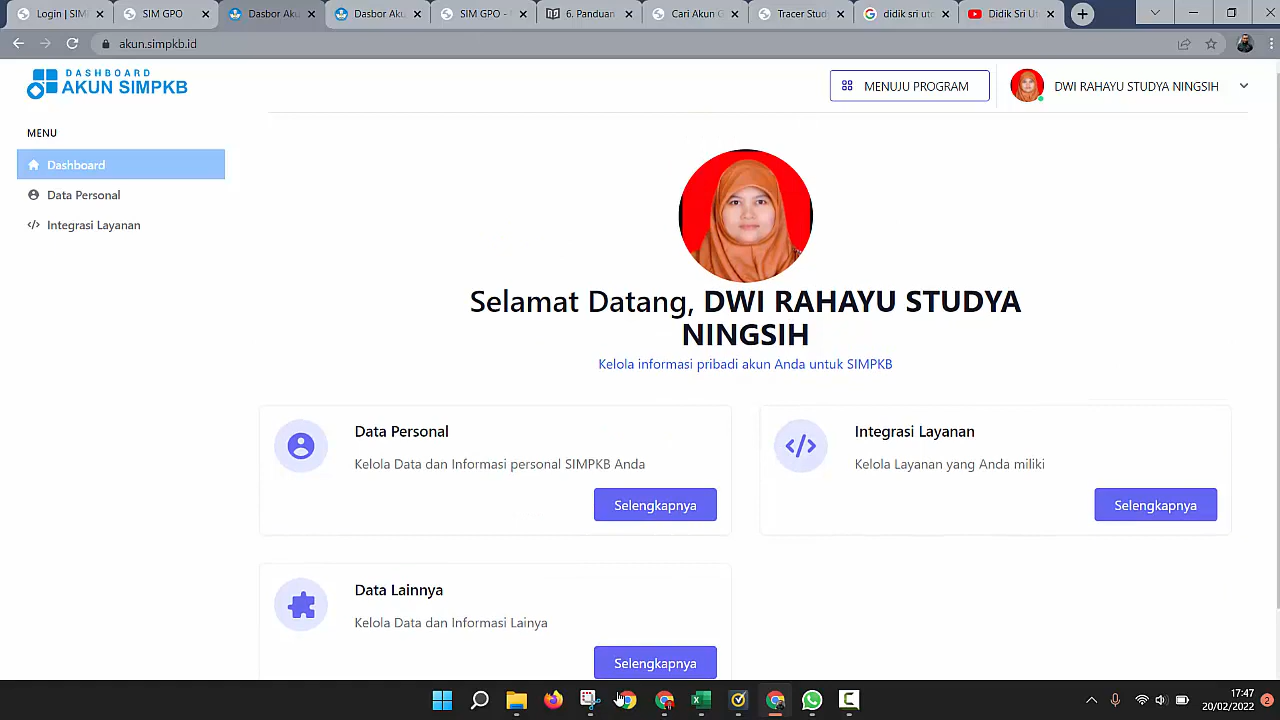 Login | SIM
SIM GPO
Dasbor Aku
Dasbor Aku
SIM GPO -
6. Panduan
Cari Akun G
Tracer Study
didik sri u
Didik Sri U
akun.simpkb.id
DASHBOARD
AKUN SIMPKB
MENUJU PROGRAM
DWI RAHAYU STUDYA NINGSIH
MENU
Dashboard
Data Personal
Integrasi Layanan
Selamat Datang, DWI RAHAYU STUDYA
NINGSIH
Kelola informasi pribadi akun Anda untuk SIMPKB
Data Personal
Kelola Data dan Informasi personal SIMPKB Anda
Selengkapnya
Integrasi Layanan
Kelola Layanan yang Anda miliki
Selengkapnya
Data Lainnya
Kelola Data dan Informasi Lainya
Selengkapnya
17:47
20/02/2022
2